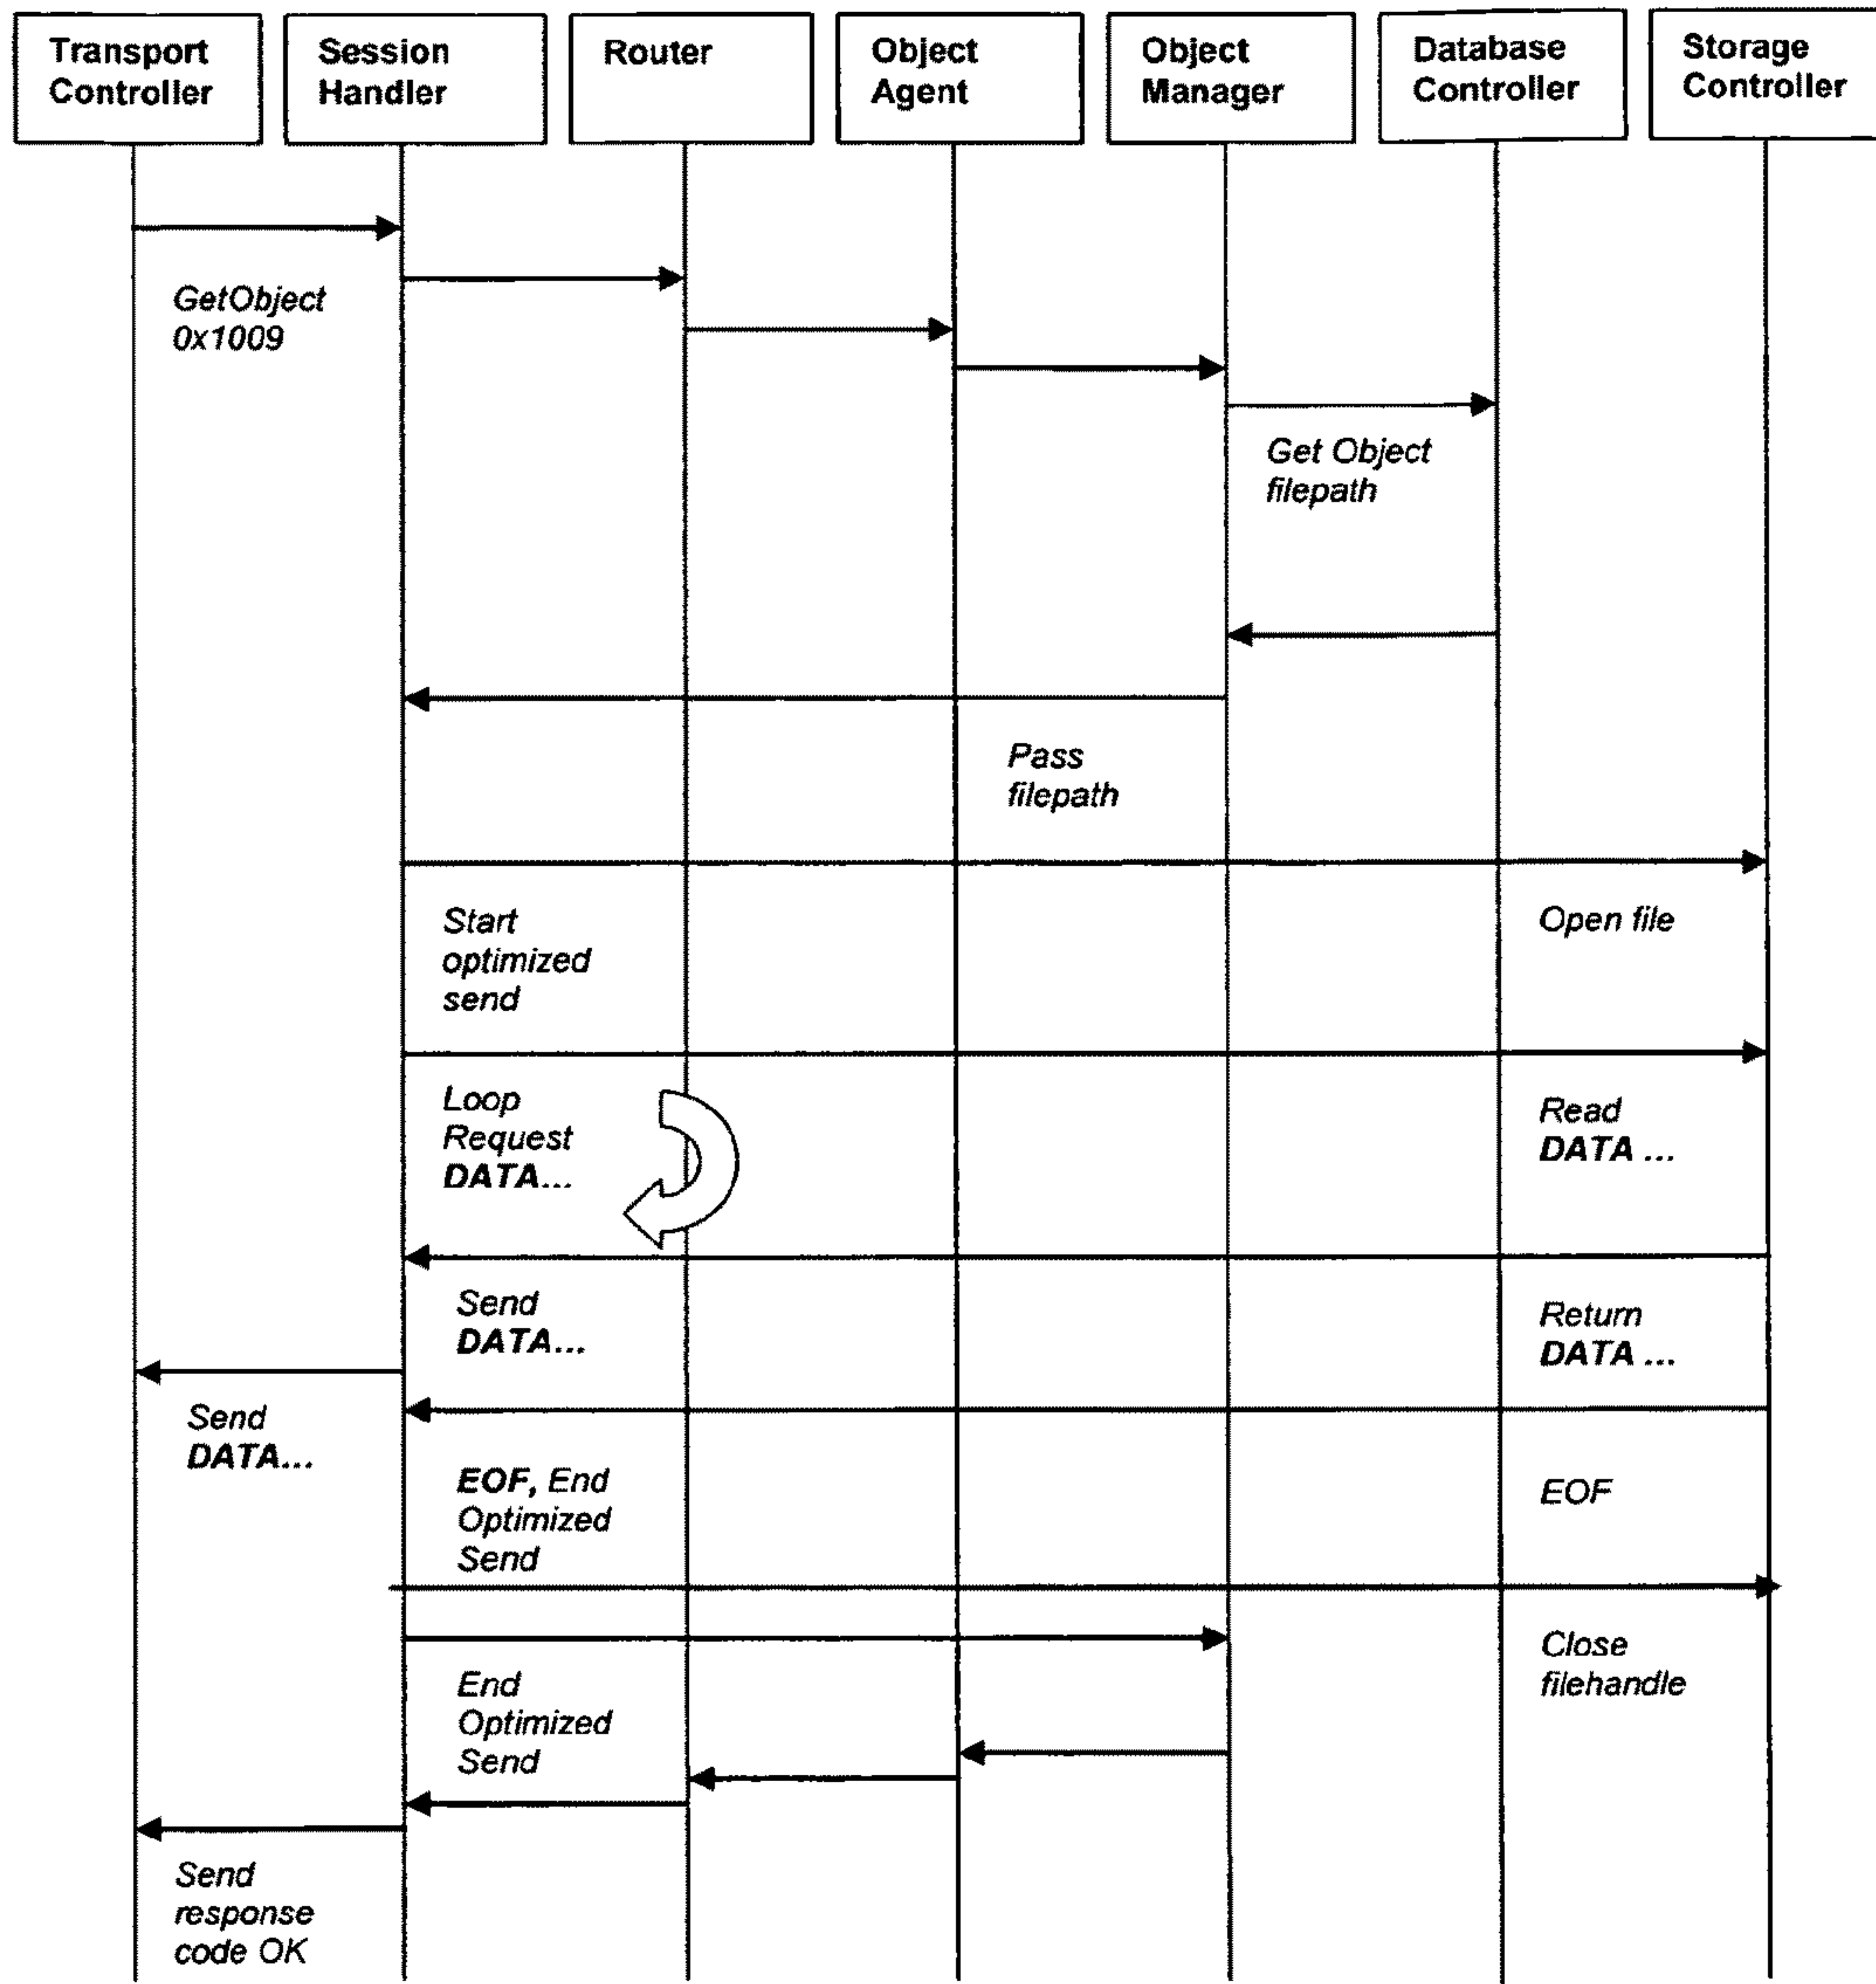 Transport
Controller
Session
Handler
Router
Object
Agent
Object
Manager
Database
Controller
Storage
Controller
GetObject
0x1009
Get Object
filepath
Pass
filepath
Start
optimized
send
Open file
Loop
Request
DATA...
Read
DATA ...
Send
DATA...
Return
DATA ...
Send
DATA...
EOF, End
Optimized
Send
EOF
Close
filehandle
End
Optimized
Send
Send
response
code OK